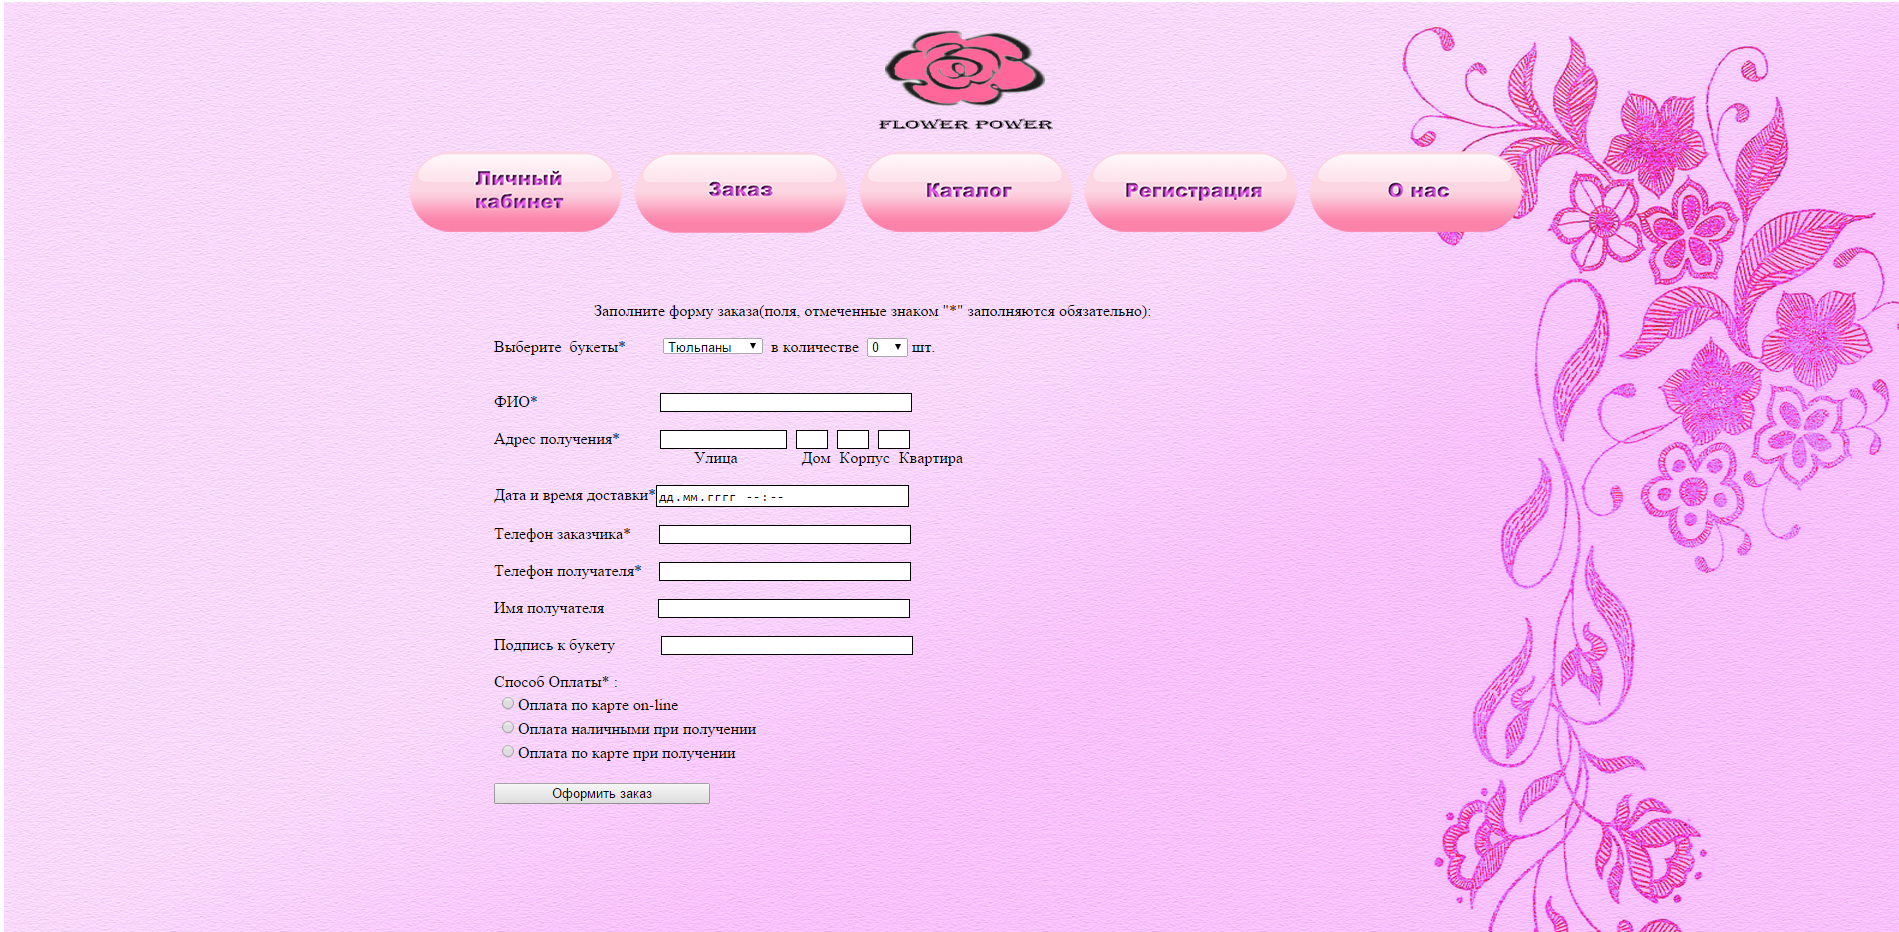 FLOWER POWER
Личный кабинет
Заказ
Каталог
Регистрация
О нас
Заполните форму заказа(поля, отмеченные знаком "*" заполняются обязательно):
Выберите букеты* Тюльпаны в количестве 0 шт.
ФИО*
Адрес получения*
Улица Дом Корпус Квартира
Дата и время доставки* дд.мм.гггг --:--
Телефон заказчика*
Телефон получателя*
Имя получателя
Подпись к букету
Способ Оплаты* :
Оплата по карте on-line
Оплата наличными при получении
Оплата по карте при получении
Оформить заказ